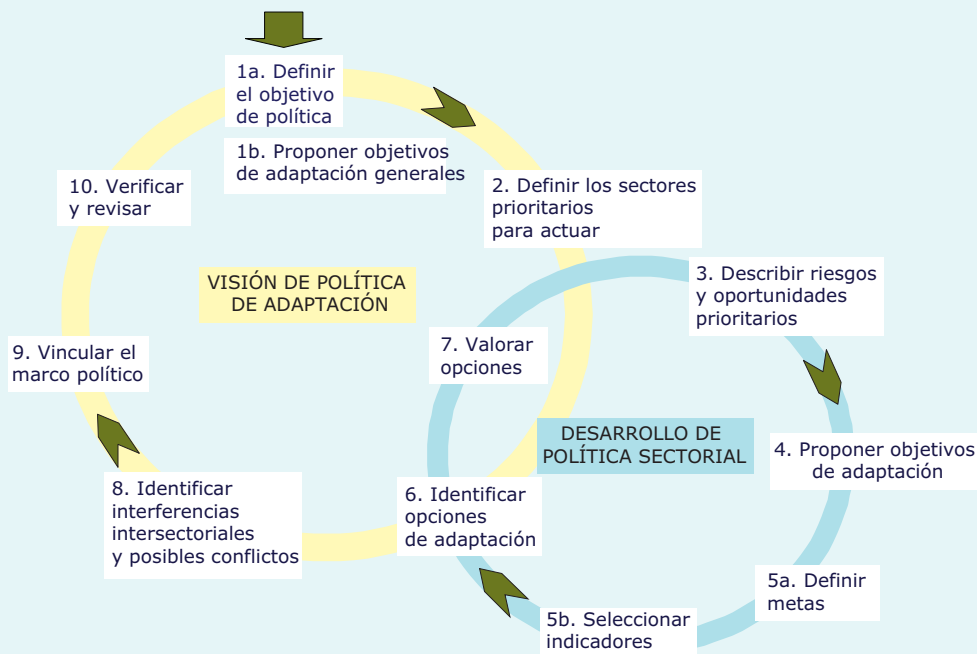 1a. Definir
el objetivo
de política
1b. Proponer objetivos
de adaptación generales
2. Definir los sectores
prioritarios
para actuar
3. Describir riesgos
y oportunidades
prioritarios
4. Proponer objetivos
de adaptación
5a. Definir
metas
5b. Seleccionar
indicadores
6. Identificar
opciones
de adaptación
7. Valorar
opciones
8. Identificar
interferencias
intersectoriales
y posibles conflictos
9. Vincular el
marco político
10. Verificar
y revisar
VISIÓN DE POLÍTICA
DE ADAPTACIÓN
DESARROLLO DE
POLÍTICA SECTORIAL